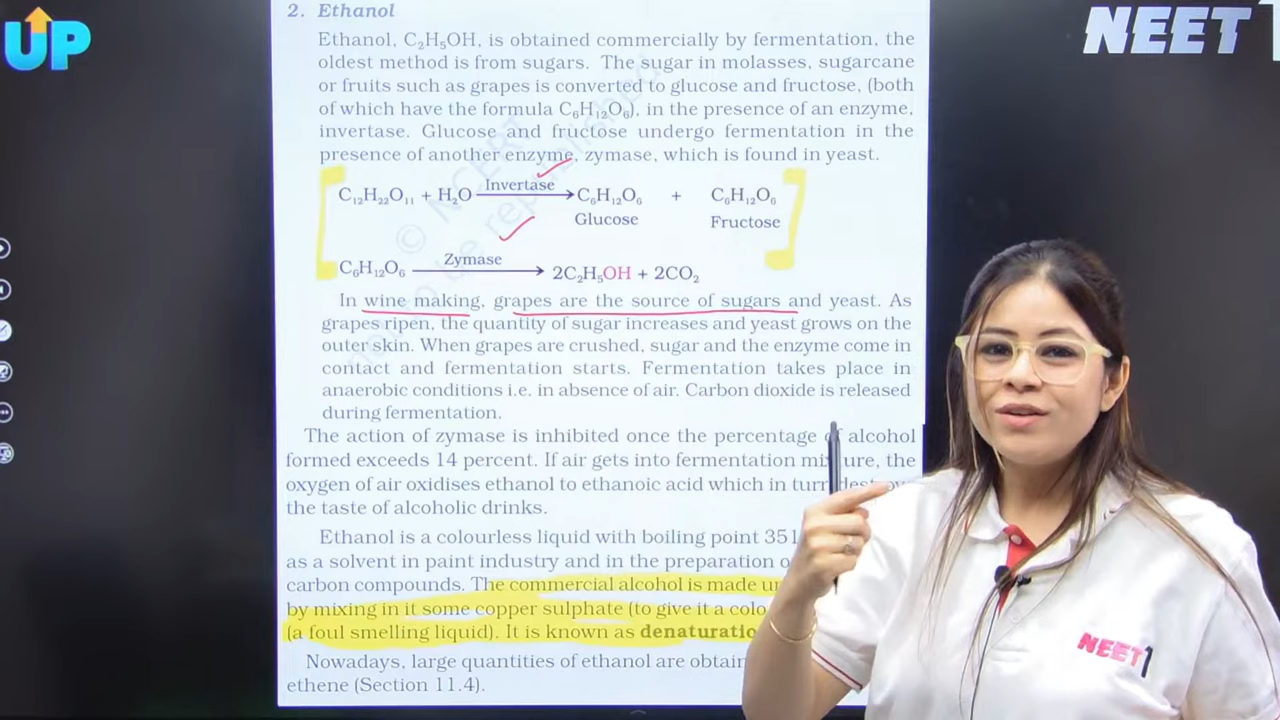 UP
NEET 1
2. Ethanol
Ethanol, C₂H₅OH, is obtained commercially by fermentation, the
oldest method is from sugars. The sugar in molasses, sugarcane
or fruits such as grapes is converted to glucose and fructose, (both
of which have the formula C₆H₁₂O₆), in the presence of an enzyme,
invertase. Glucose and fructose undergo fermentation in the
presence of another enzyme, zymase, which is found in yeast.
C₁₂H₂₂O₁₁ + H₂O Invertase → C₆H₁₂O₆ + C₆H₁₂O₆
Glucose Fructose
C₆H₁₂O₆ Zymase → 2C₂H₅OH + 2CO₂
In wine making, grapes are the source of sugars and yeast. As
grapes ripen, the quantity of sugar increases and yeast grows on the
outer skin. When grapes are crushed, sugar and the enzyme come in
contact and fermentation starts. Fermentation takes place in
anaerobic conditions i.e. in absence of air. Carbon dioxide is released
during fermentation.
The action of zymase is inhibited once the percentage of alcohol
formed exceeds 14 percent. If air gets into fermentation mixture, the
oxygen of air oxidises ethanol to ethanoic acid which in turn
the taste of alcoholic drinks.
Ethanol is a colourless liquid with boiling point 351
as solvent in paint industry and in the preparation
carbon compounds. The commercial alcohol is made
by mixing in it some copper sulphate (to give it a
(a foul smelling liquid). It is known as
Nowadays, large quantities of ethanol are
ethene (Section 11.4).
© NCERT
NEET 1